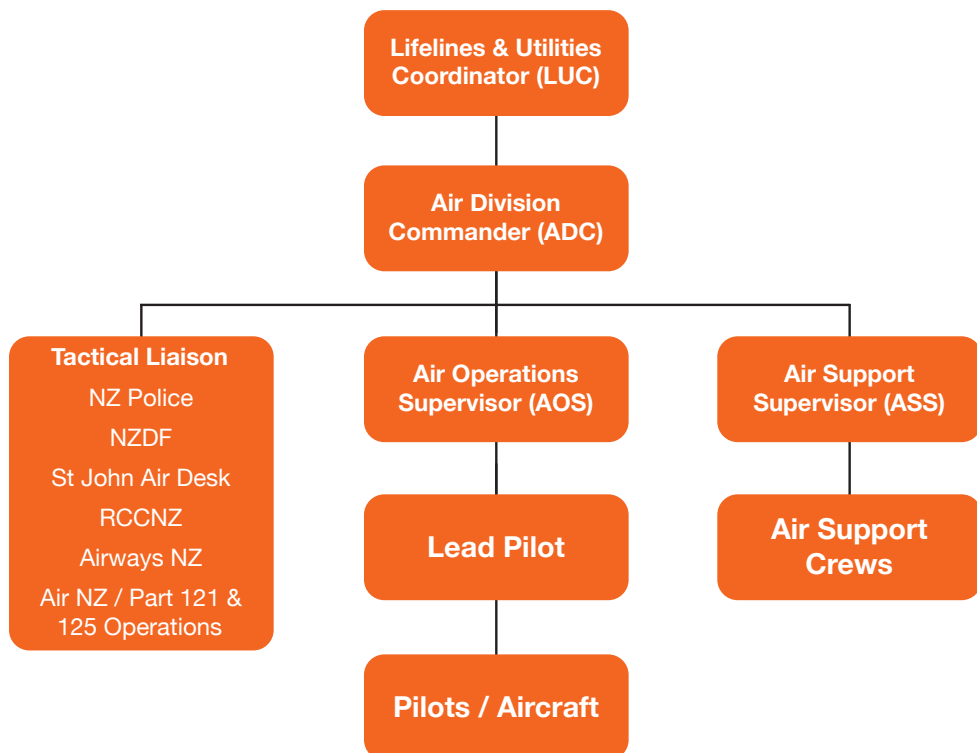 Lifelines & Utilities
Coordinator (LUC)
Air Division
Commander (ADC)
Tactical Liaison
NZ Police
NZDF
St John Air Desk
RCCNZ
Airways NZ
Air NZ / Part 121 &
125 Operations
Air Operations
Supervisor (AOS)
Lead Pilot
Pilots / Aircraft
Air Support
Supervisor (ASS)
Air Support
Crews